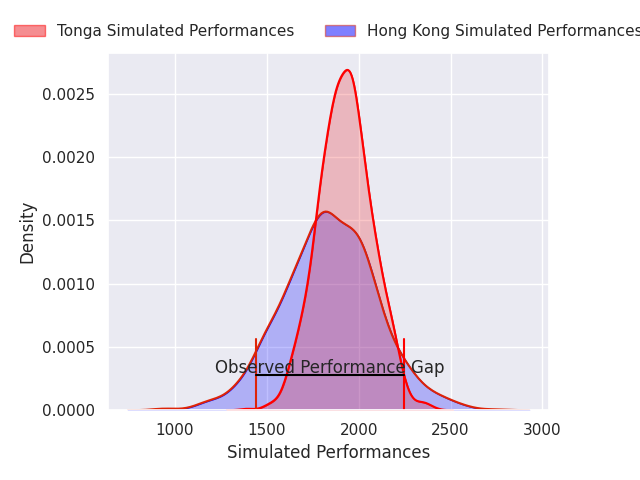 Tonga Simulated Performances
Hong Kong Simulated Performances
Density
0.0025
0.0020
0.0015
0.0010
0.0005
0.0000
Observed Performance Gap
1000 1500 2000 2500 3000
Simulated Performances